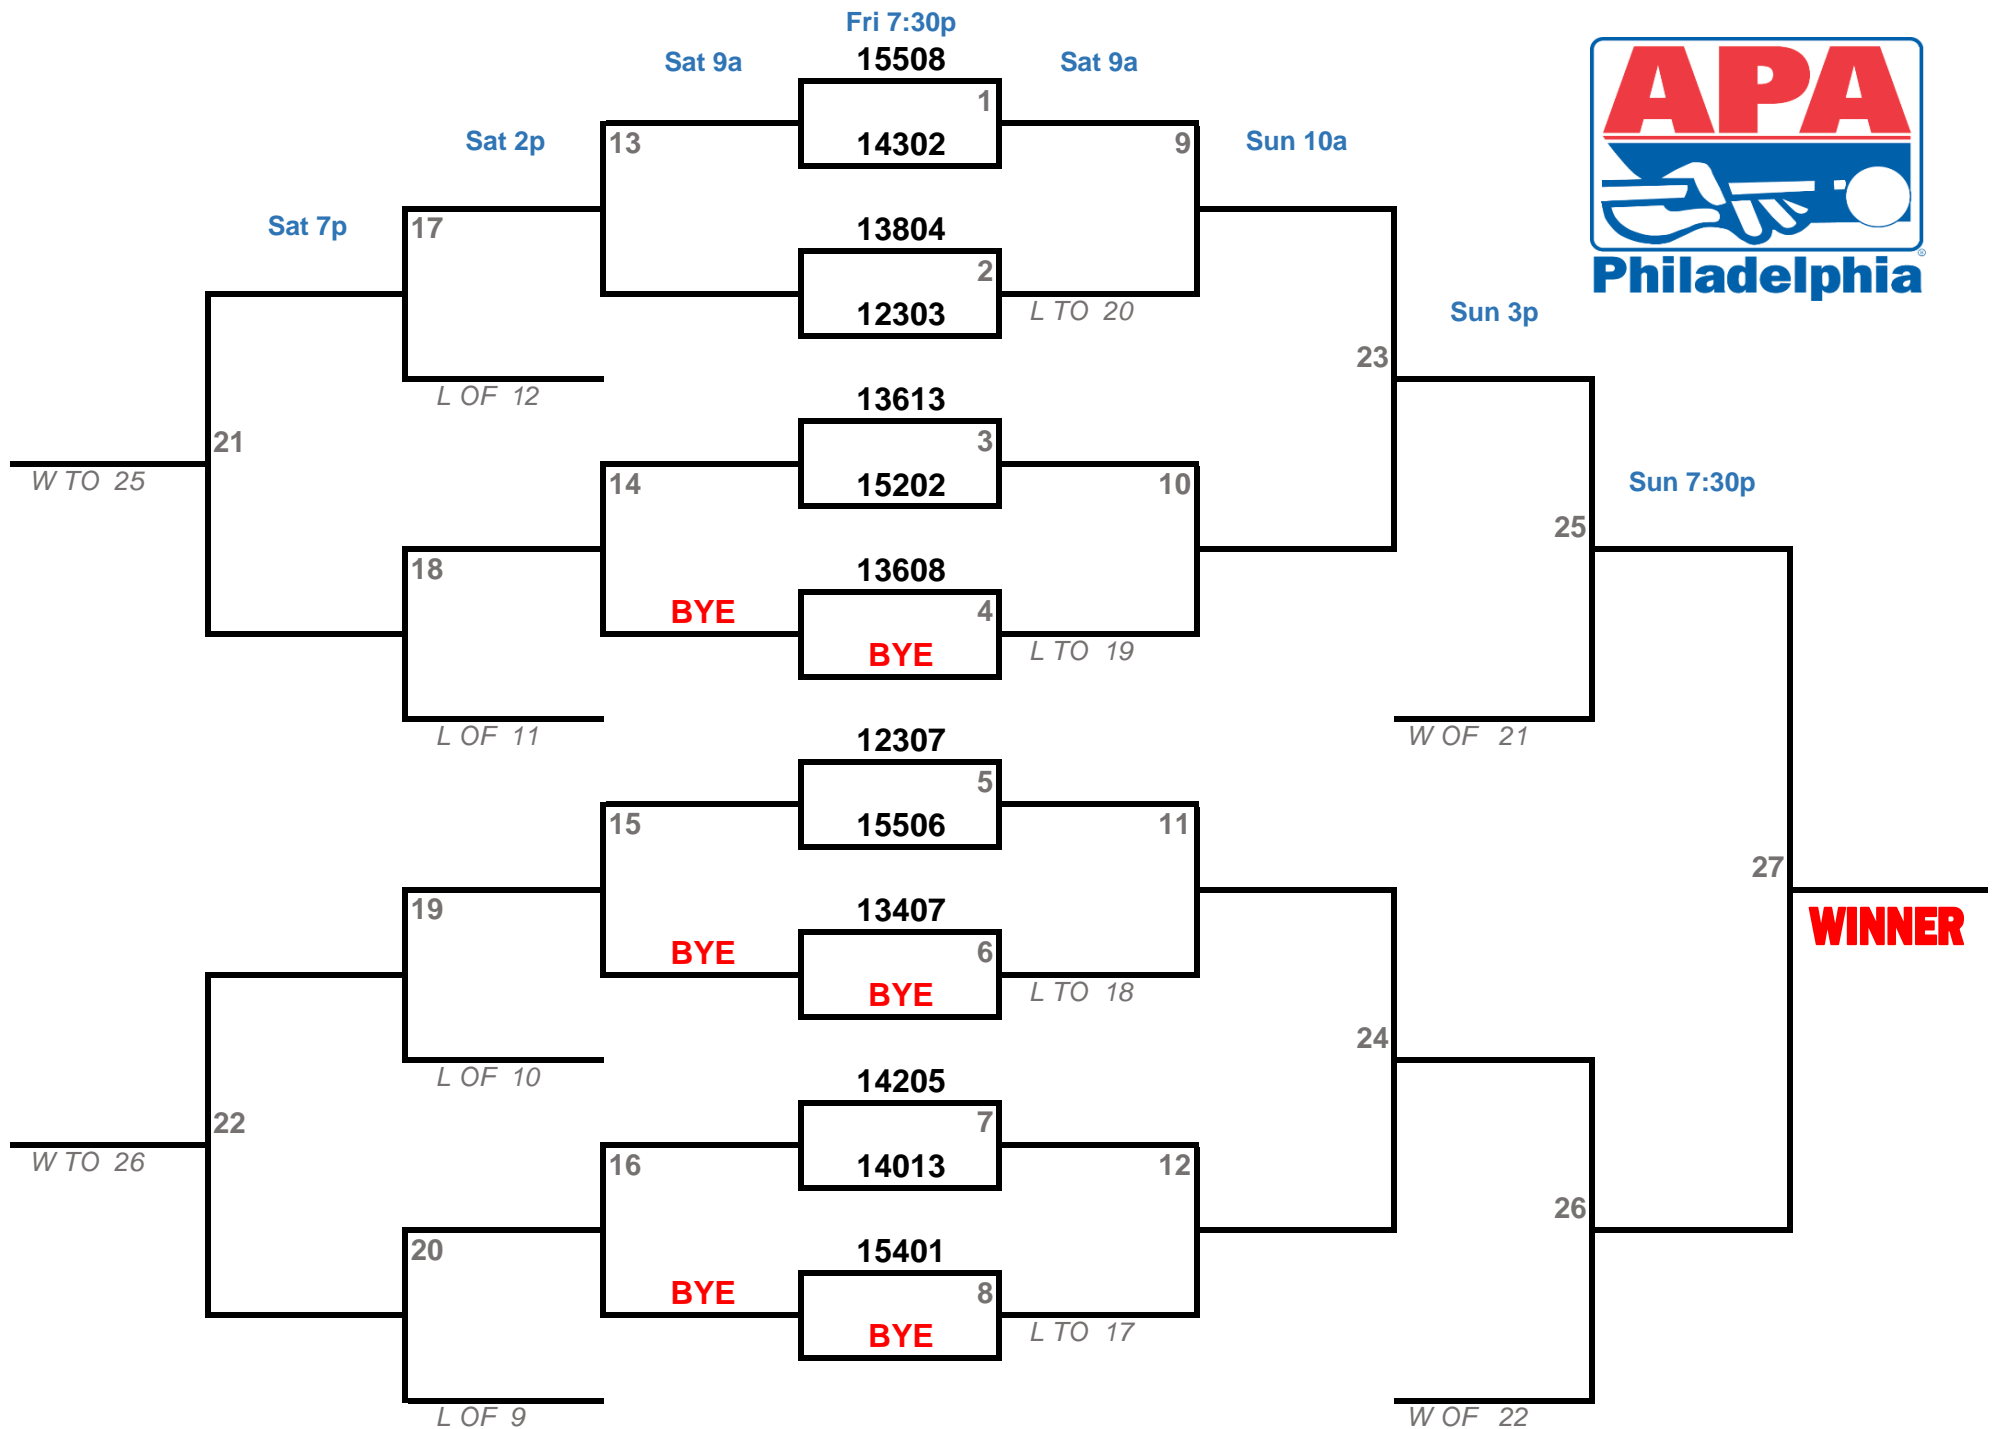 Fri 7:30p
Sat 9a
15508
Sat 9a
1
Sat 2p
13
14302
9
Sun 10a
Sat 7p
17
13804
2
12303
L TO 20
Sun 3p
23
L OF 12
13613
21
3
W TO 25
14
15202
10
Sun 7:30p
25
18
13608
BYE
4
BYE
L TO 19
L OF 11
12307
W OF 21
5
15
15506
11
27
19
13407
WINNER
BYE
6
BYE
L TO 18
24
L OF 10
14205
22
7
W TO 26
16
14013
12
26
20
15401
BYE
8
BYE
L TO 17
L OF 9
W OF 22
APA
®
Philadelphia